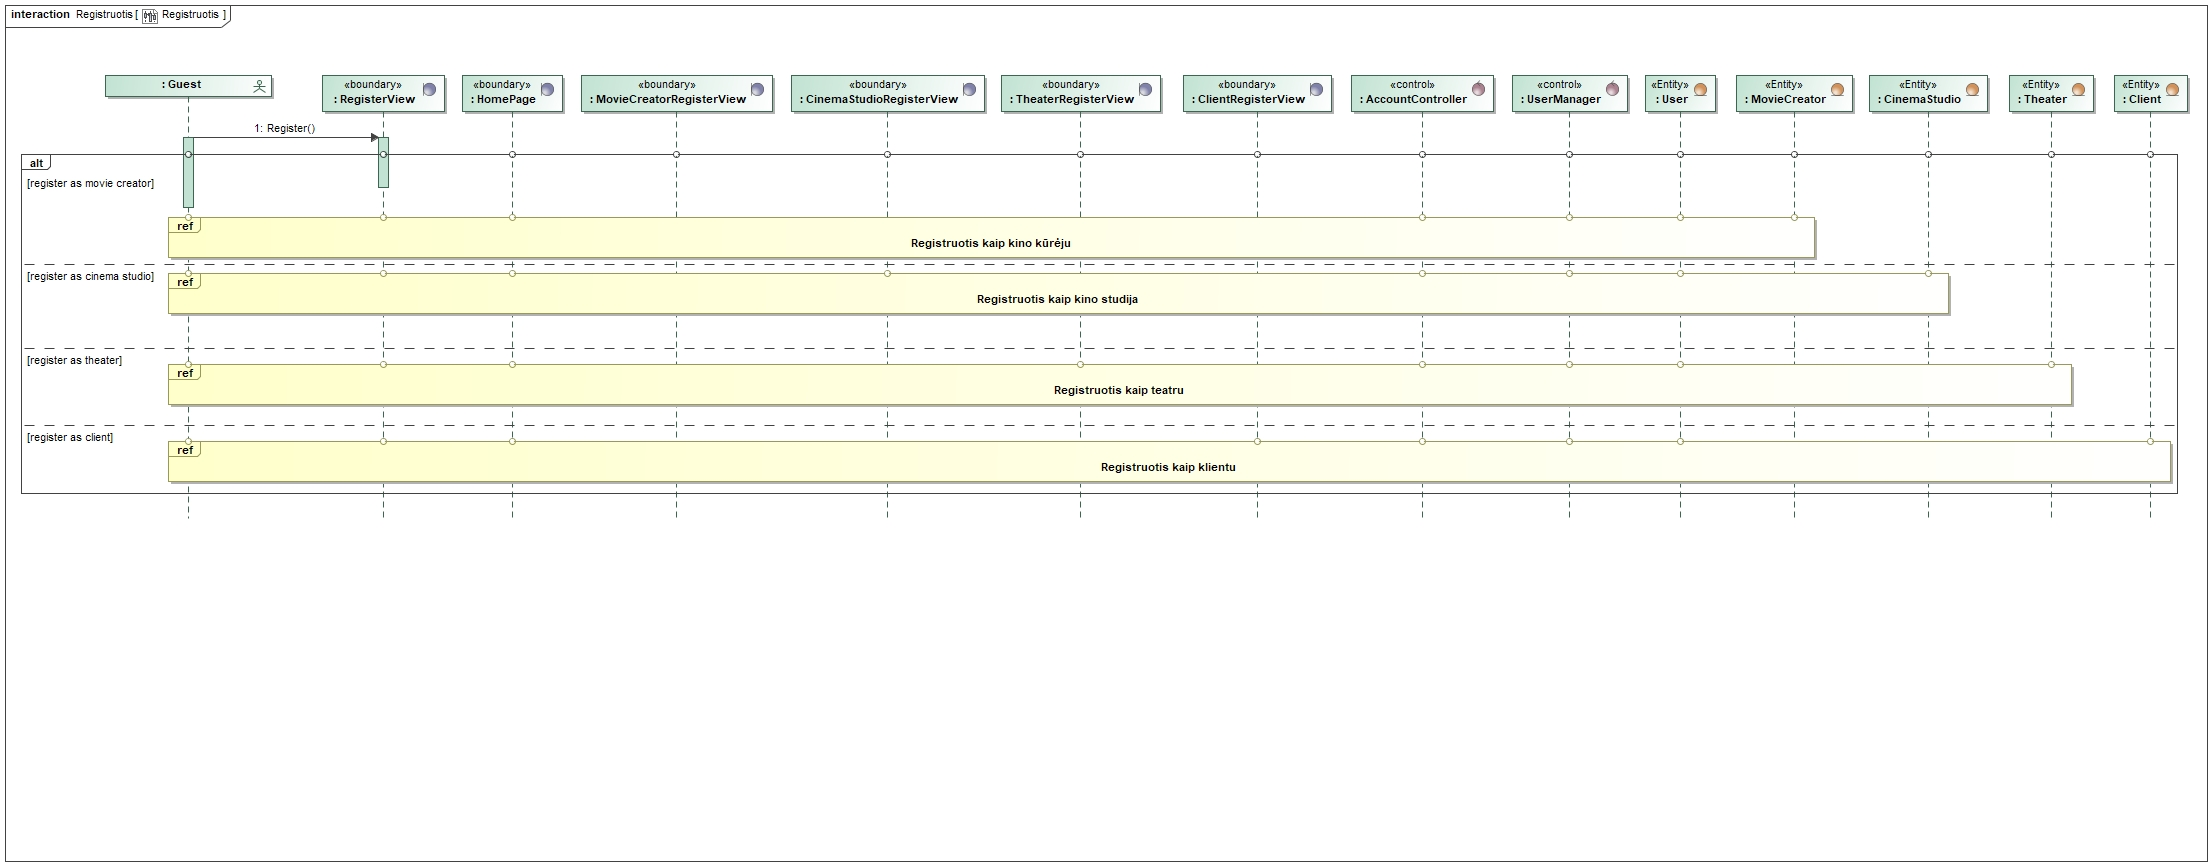 interaction Registruotis [ Registruotis ]
: Guest
«boundary»
: RegisterView
«boundary»
: HomePage
«boundary»
: MovieCreatorRegisterView
«boundary»
: CinemaStudioRegisterView
«boundary»
: TheaterRegisterView
«boundary»
: ClientRegisterView
«control»
: AccountController
«control»
: UserManager
«Entity»
: User
«Entity»
: MovieCreator
«Entity»
: CinemaStudio
«Entity»
: Theater
«Entity»
: Client
1: Register()
alt
[register as movie creator]
ref
Registruotis kaip kino kūrėju
[register as cinema studio]
ref
Registruotis kaip kino studija
[register as theater]
ref
Registruotis kaip teatru
[register as client]
ref
Registruotis kaip klientu